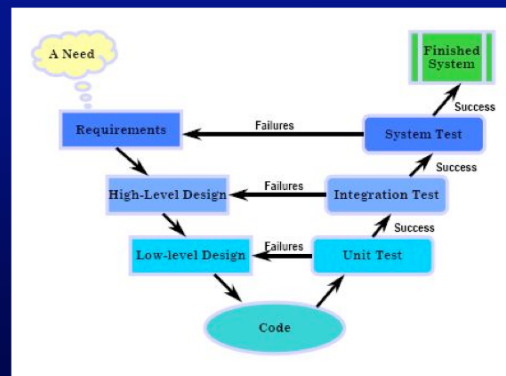 A Need
Finished
System
Success
Requirements
Failures
System Test
Success
High-Level Design
Failures
Integration Test
Success
Low-level Design
Failures
Unit Test
Code